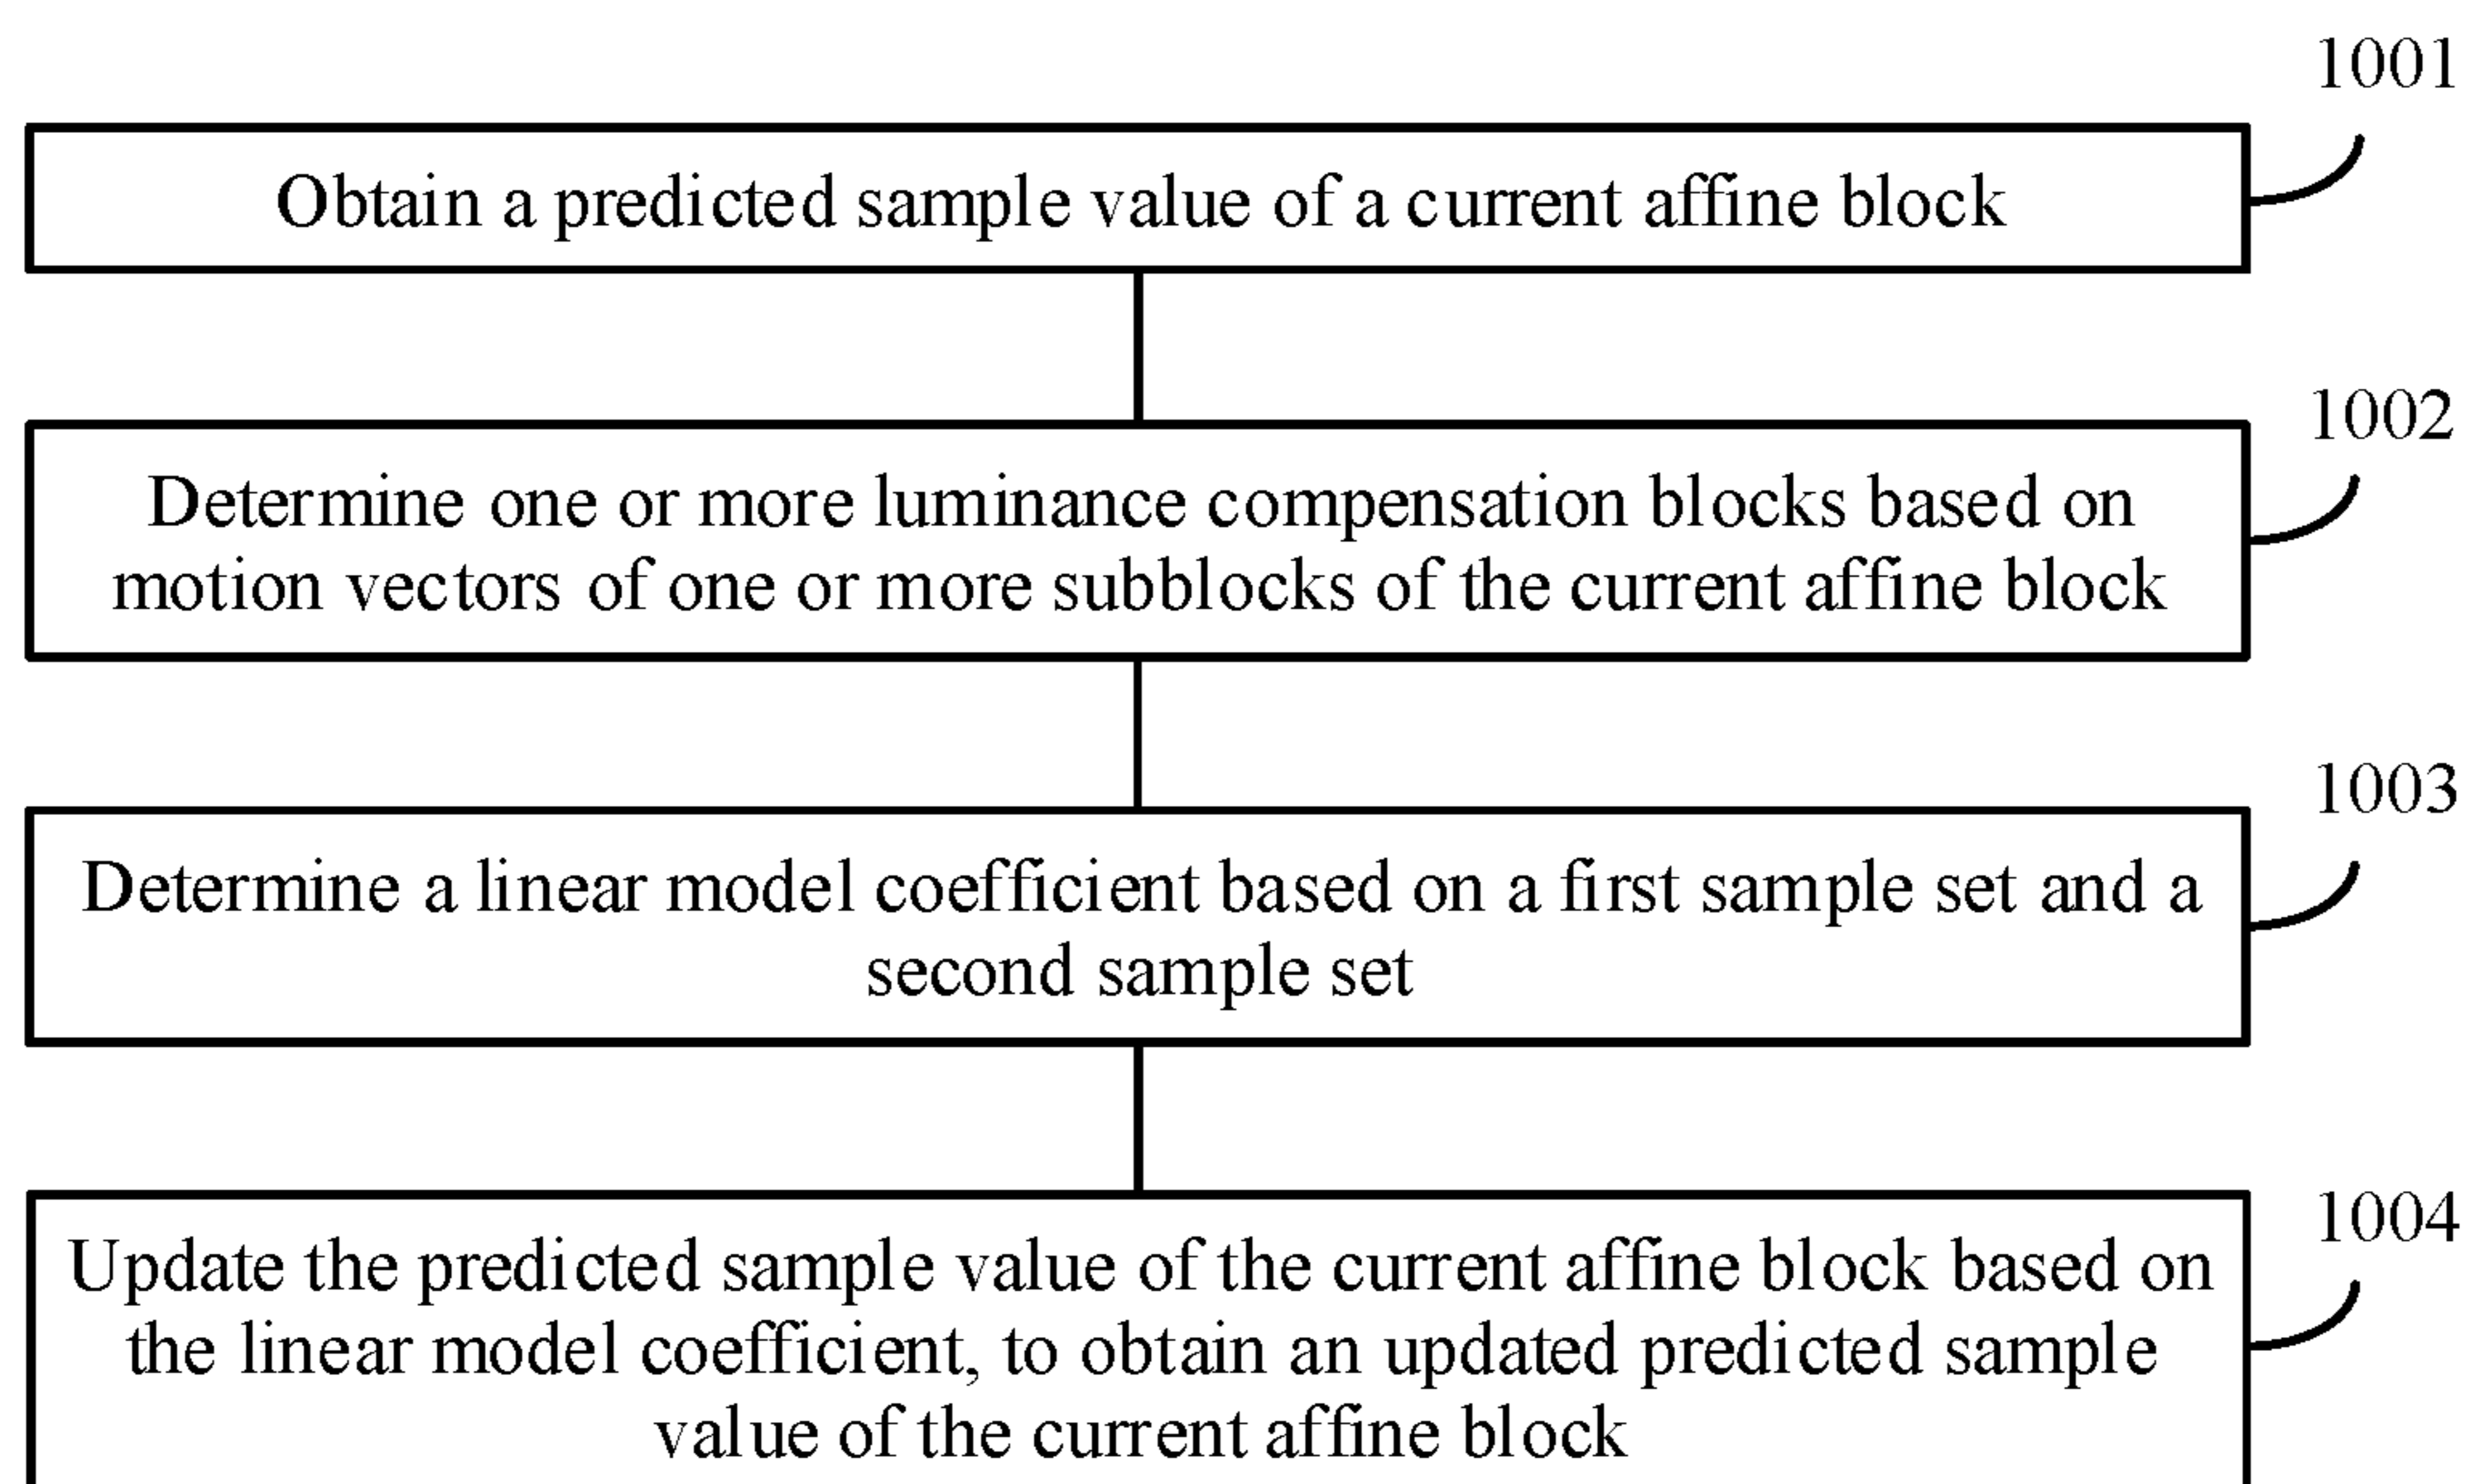 1001
Obtain a predicted sample value of a current affine block
1002
Determine one or more luminance compensation blocks based on
motion vectors of one or more subblocks of the current affine block
1003
Determine a linear model coefficient based on a first sample set and a
second sample set
1004
Update the predicted sample value of the current affine block based on
the linear model coefficient, to obtain an updated predicted sample
value of the current affine block